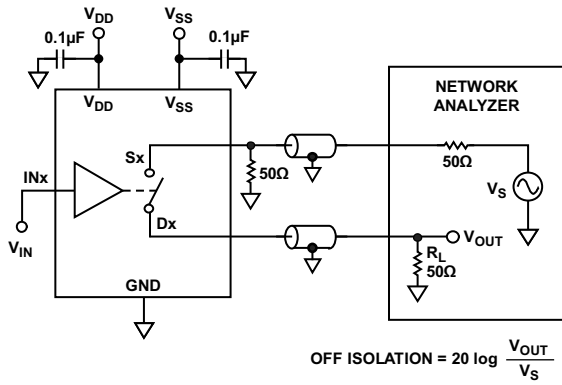 VDD
VSS
0.1µF
0.1µF
VDD
VSS
NETWORK
ANALYZER
Sx
50Ω
50Ω
INx
VS
Dx
VOUT
VIN
RL
50Ω
GND
OFF ISOLATION = 20 log VOUT
VS